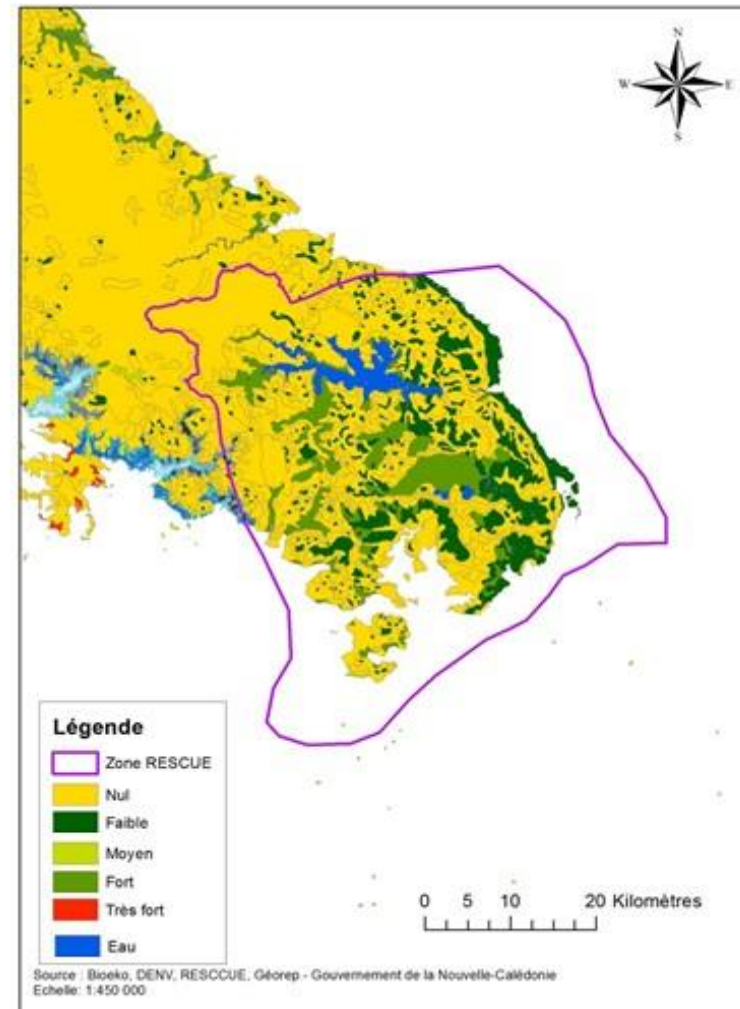 N
W E
S
Légende
Zone RESCUE
Nul
Faible
Moyen
Fort
Très fort
Eau
0 5 10 20 Kilomètres
Source : Bioeko, DENV, RESCCUE, Géorep - Gouvernement de la Nouvelle-Calédonie
Echelle: 1:450 000